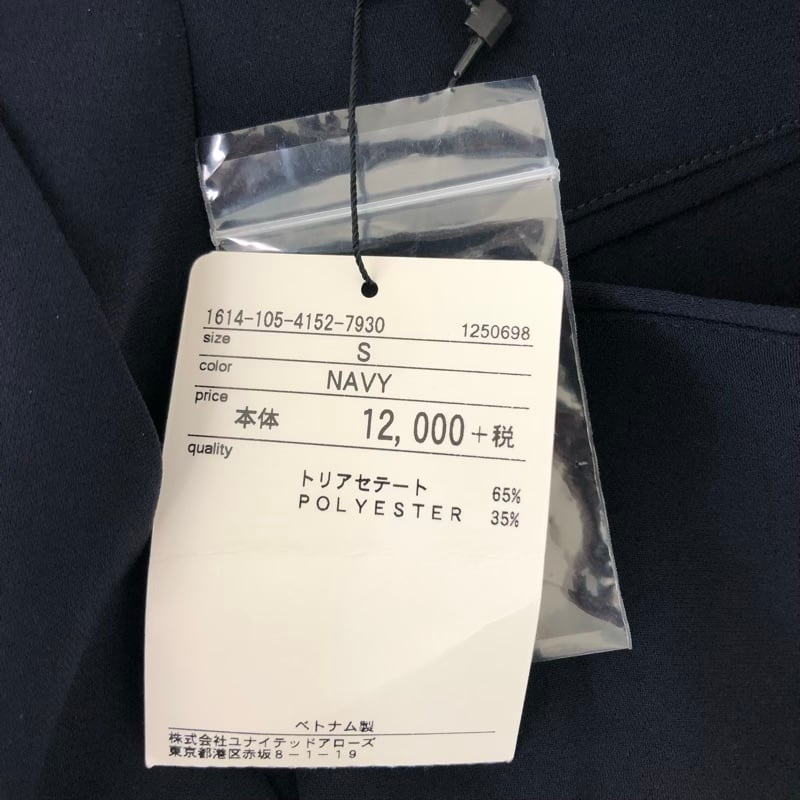 1614-105-4152-7930 1250698
size S
color NAVY
price 本体 12,000+税
quality
トリアセテート 65%
POLYESTER 35%
ベトナム製
株式会社ユナイテッドアローズ
東京都港区赤坂8-1-19